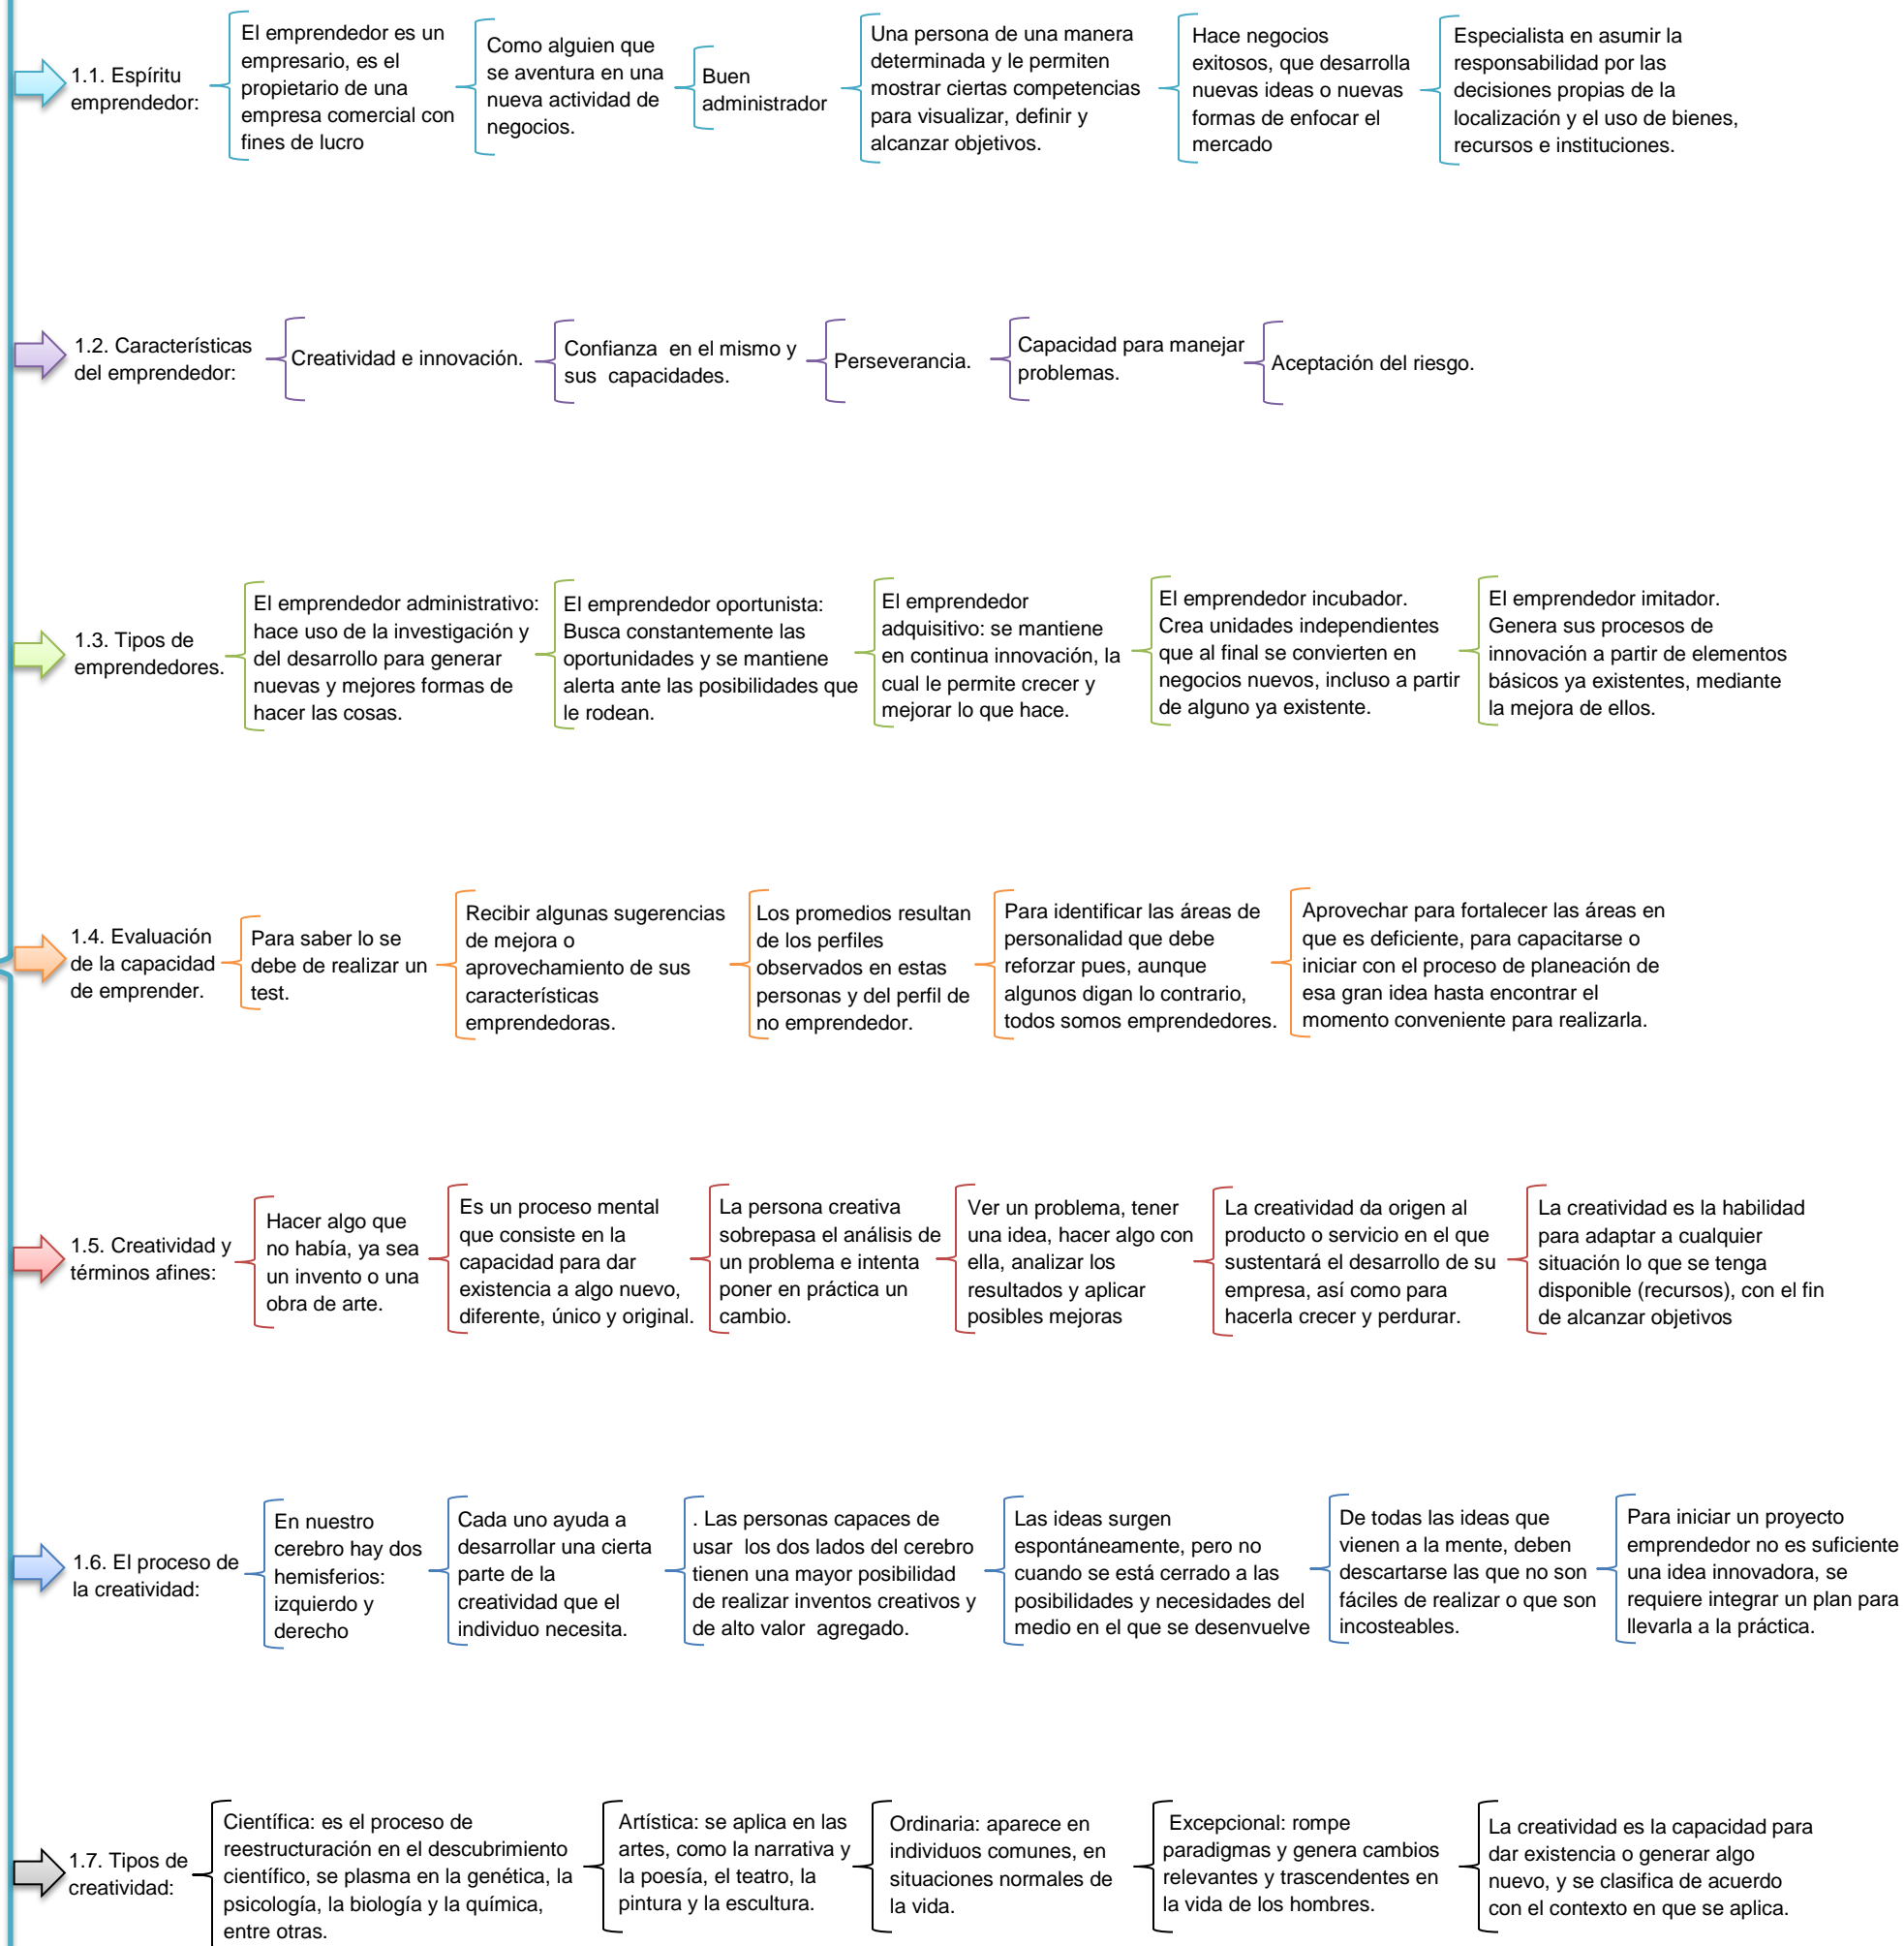 1.1. Espíritu
emprendedor:
El emprendedor es un
empresario, es el
propietario de una
empresa comercial con
fines de lucro
Como alguien que
se aventura en una
nueva actividad de
negocios.
Buen
administrador
Una persona de una manera
determinada y le permiten
mostrar ciertas competencias
para visualizar, definir y
alcanzar objetivos.
Hace negocios
exitosos, que desarrolla
nuevas ideas o nuevas
formas de enfocar el
mercado
Especialista en asumir la
responsabilidad por las
decisiones propias de la
localización y el uso de bienes,
recursos e instituciones.
1.2. Características
del emprendedor:
Creatividad e innovación.
Confianza  en el mismo y
sus  capacidades.
Perseverancia.
Capacidad para manejar
problemas.
Aceptación del riesgo.
1.3. Tipos de
emprendedores.
El emprendedor administrativo:
hace uso de la investigación y
del desarrollo para generar
nuevas y mejores formas de
hacer las cosas.
El emprendedor oportunista:
Busca constantemente las
oportunidades y se mantiene
alerta ante las posibilidades que
le rodean.
El emprendedor
adquisitivo: se mantiene
en continua innovación, la
cual le permite crecer y
mejorar lo que hace.
El emprendedor incubador.
Crea unidades independientes
que al final se convierten en
negocios nuevos, incluso a partir
de alguno ya existente.
El emprendedor imitador.
Genera sus procesos de
innovación a partir de elementos
básicos ya existentes, mediante
la mejora de ellos.
1.4. Evaluación
de la capacidad
de emprender.
Para saber lo se
debe de realizar un
test.
Recibir algunas sugerencias
de mejora o
aprovechamiento de sus
características
emprendedoras.
Los promedios resultan
de los perfiles
observados en estas
personas y del perfil de
no emprendedor.
Para identificar las áreas de
personalidad que debe
reforzar pues, aunque
algunos digan lo contrario,
todos somos emprendedores.
Aprovechar para fortalecer las áreas en
que es deficiente, para capacitarse o
iniciar con el proceso de planeación de
esa gran idea hasta encontrar el
momento conveniente para realizarla.
1.5. Creatividad y
términos afines:
Hacer algo que
no había, ya sea
un invento o una
obra de arte.
Es un proceso mental
que consiste en la
capacidad para dar
existencia a algo nuevo,
diferente, único y original.
La persona creativa
sobrepasa el análisis de
un problema e intenta
poner en práctica un
cambio.
Ver un problema, tener
una idea, hacer algo con
ella, analizar los
resultados y aplicar
posibles mejoras
La creatividad da origen al
producto o servicio en el que
sustentará el desarrollo de su
empresa, así como para
hacerla crecer y perdurar.
La creatividad es la habilidad
para adaptar a cualquier
situación lo que se tenga
disponible (recursos), con el fin
de alcanzar objetivos
1.6. El proceso de
la creatividad:
En nuestro
cerebro hay dos
hemisferios:
izquierdo y
derecho
Cada uno ayuda a
desarrollar una cierta
parte de la
creatividad que el
individuo necesita.
. Las personas capaces de
usar  los dos lados del cerebro
tienen una mayor posibilidad
de realizar inventos creativos y
de alto valor  agregado.
Las ideas surgen
espontáneamente, pero no
cuando se está cerrado a las
posibilidades y necesidades del
medio en el que se desenvuelve
De todas las ideas que
vienen a la mente, deben
descartarse las que no son
fáciles de realizar o que son
incosteables.
Para iniciar un proyecto
emprendedor no es suficiente
una idea innovadora, se
requiere integrar un plan para
llevarla a la práctica.
1.7. Tipos de
creatividad:
Científica: es el proceso de
reestructuración en el descubrimiento
científico, se plasma en la genética, la
psicología, la biología y la química,
entre otras.
Artística: se aplica en las
artes, como la narrativa y
la poesía, el teatro, la
pintura y la escultura.
Ordinaria: aparece en
individuos comunes, en
situaciones normales de
la vida.
Excepcional: rompe
paradigmas y genera cambios
relevantes y trascendentes en
la vida de los hombres.
La creatividad es la capacidad para
dar existencia o generar algo
nuevo, y se clasifica de acuerdo
con el contexto en que se aplica.